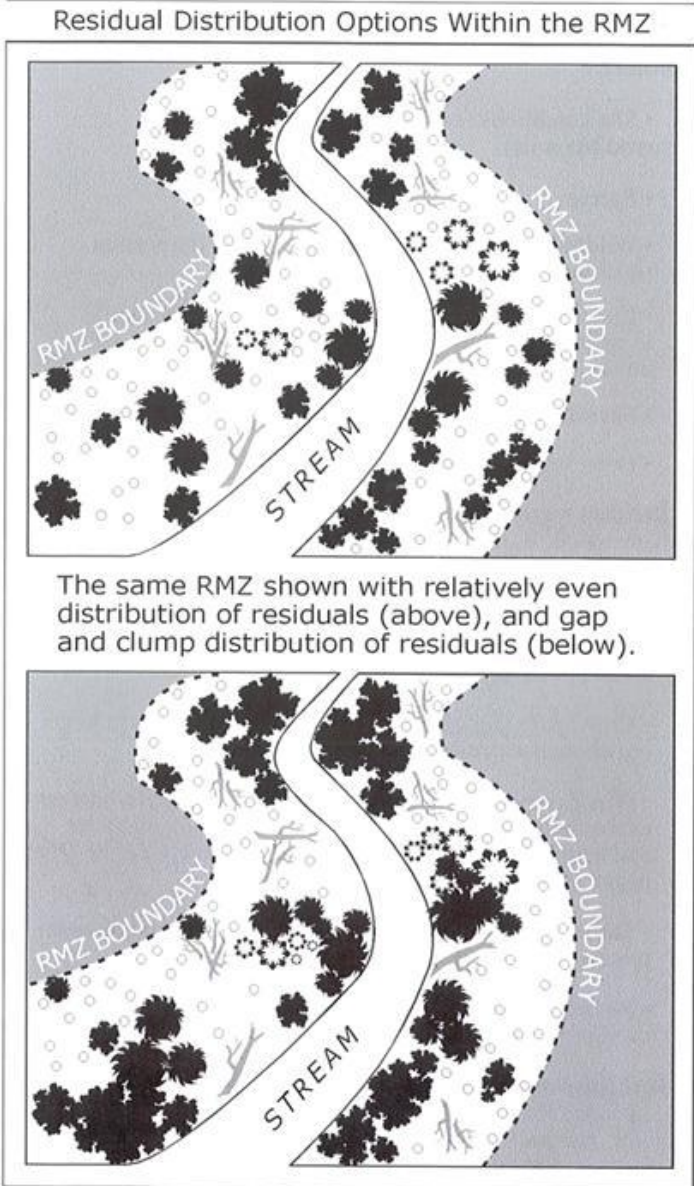 Residual Distribution Options Within the RMZ
RMZ BOUNDARY
RMZ BOUNDARY
STREAM
The same RMZ shown with relatively even
distribution of residuals (above), and gap
and clump distribution of residuals (below).
RMZ BOUNDARY
RMZ BOUNDARY
STREAM